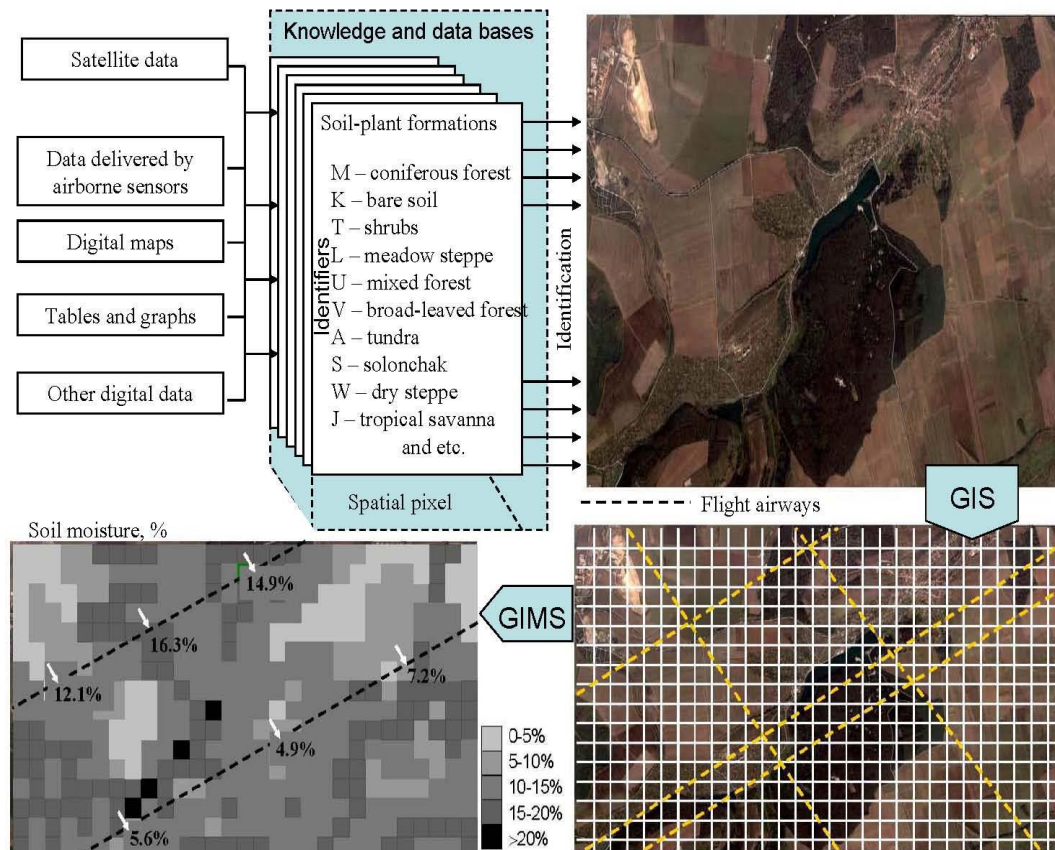 Knowledge and data bases
Satellite data
Data delivered by
airborne sensors
Digital maps
Tables and graphs
Other digital data
Identifiers
Soil-plant formations
M – coniferous forest
K – bare soil
T – shrubs
L – meadow steppe
U – mixed forest
V – broad-leaved forest
A – tundra
S – solonchak
W – dry steppe
J – tropical savanna
and etc.
Spatial pixel
Identification
Flight airways
GIS
Soil moisture, %
GIMS
14.9%
16.3%
12.1%
7.2%
4.9%
5.6%
0-5%
5-10%
10-15%
15-20%
>20%